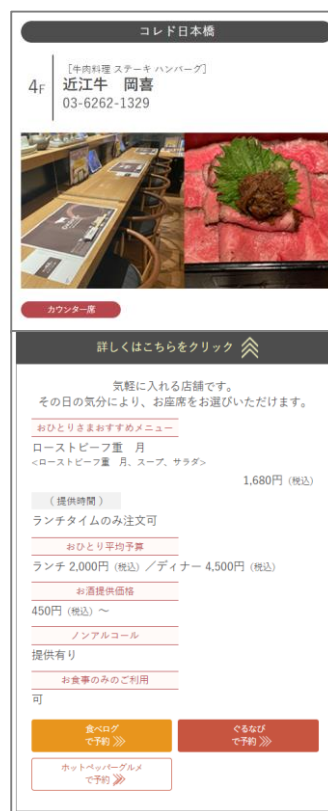 コレド日本橋
[牛肉料理 ステーキ ハンバーグ]
4F
近江牛 岡喜
03-6262-1329
カウンター席
詳しくはこちらをクリック
気軽に入れる店舗です。
その日の気分により、お座席をお選びいただけます。
おひとりさまおすすめメニュー
ローストビーフ重 月
<ローストビーフ重 月、スープ、サラダ>
1,680円（税込）
（ 提供時間 ）
ランチタイムのみ注文可
おひとり平均予算
ランチ 2,000円（税込）／ディナー 4,500円（税込）
お酒提供価格
450円（税込）～
ノンアルコール
提供有り
お食事のみのご利用
可
食べログ
で予約
ぐるなび
で予約
ホットペッパーグルメ
で予約